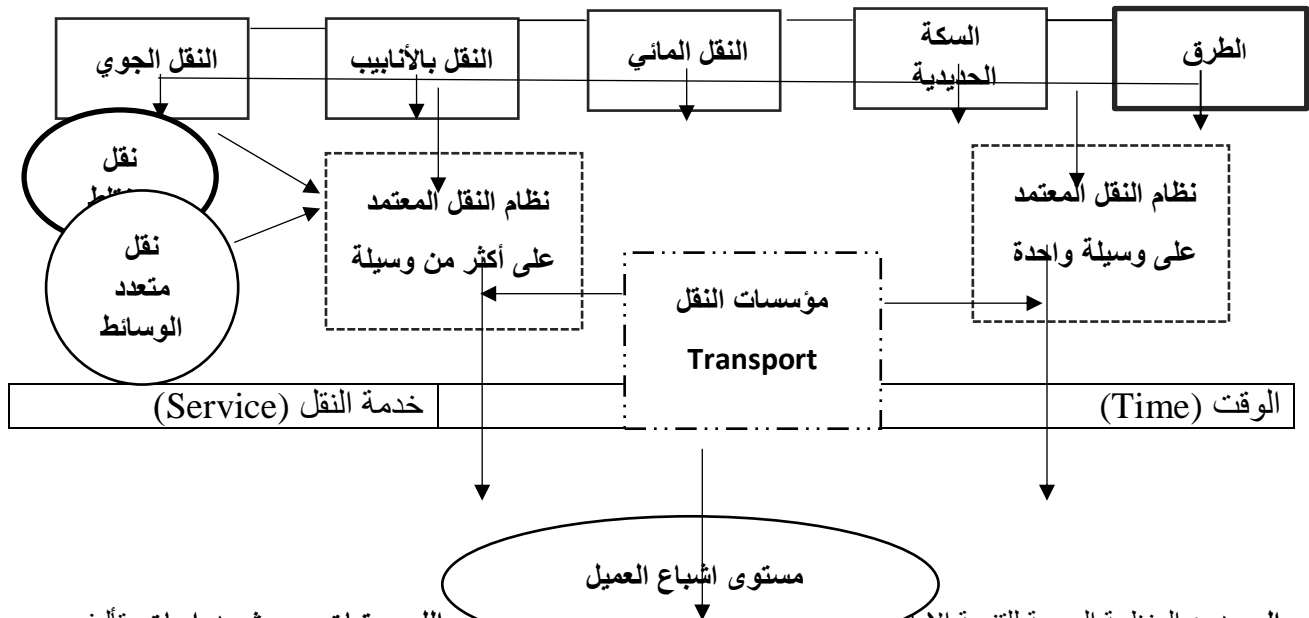 الطرق
السكة
الحديدية
النقل المائي
النقل بالأنابيب
النقل الجوي
نقل
نقل
متعدد
الوسائط
نظام النقل المعتمد
على وسيلة واحدة
نظام النقل المعتمد
على أكثر من وسيلة
مؤسسات النقل
Transport
الوقت (Time)
خدمة النقل (Service)
مستوى اشباع العميل